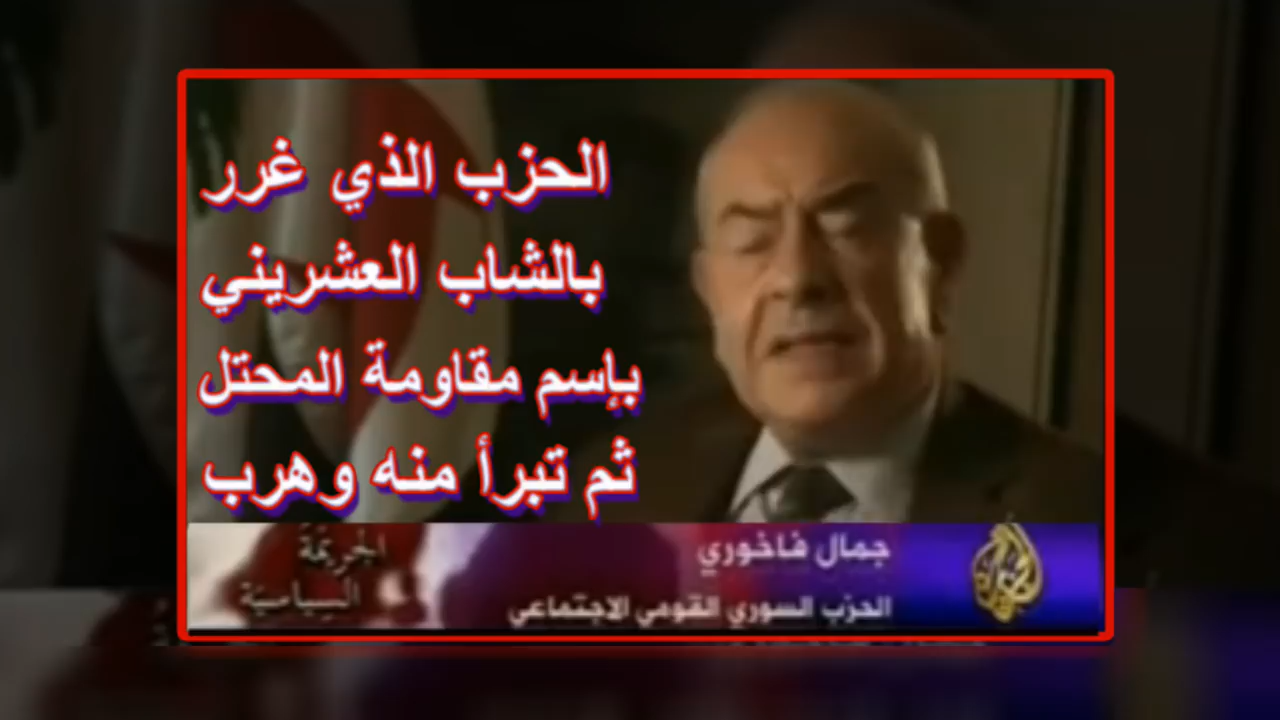 الحزب الذي غرر
بالشاب العشريني
بإسم مقاومة المحتل
ثم تبرأ منه وهرب
جمال فاخوري
الحزب السوري القومي الاجتماعي
الجريمة
السياسية
الجزيرة